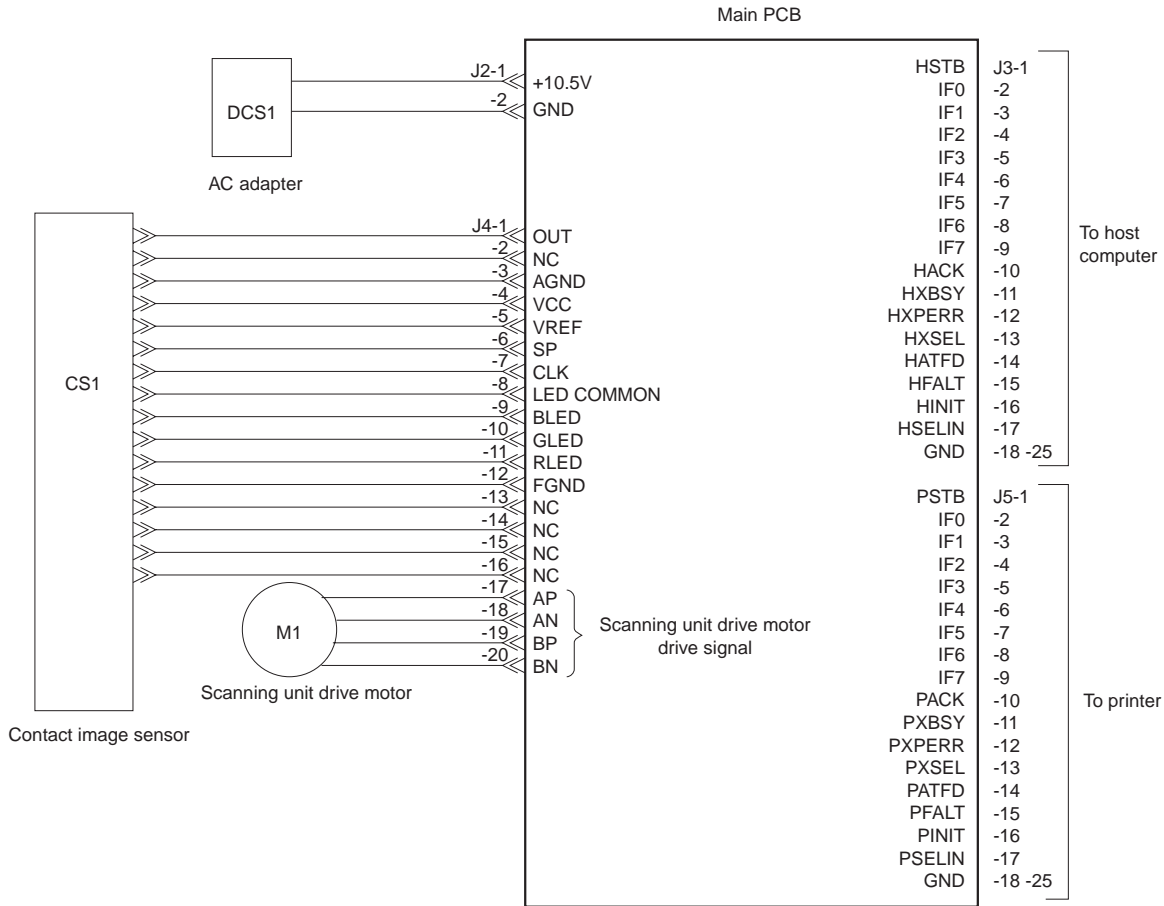 Main PCB
DCS1
AC adapter
J2-1 +10.5V
-2 GND
CS1
Contact image sensor
J4-1 OUT
-2 NC
-3 AGND
-4 VCC
-5 VREF
-6 SP
-7 CLK
-8 LED COMMON
-9 BLED
-10 GLED
-11 RLED
-12 FGND
-13 NC
-14 NC
-15 NC
-16 NC
-17 AP
-18 AN
-19 BP
-20 BN
M1
Scanning unit drive motor
Scanning unit drive motor
drive signal
HSTB J3-1
IF0 -2
IF1 -3
IF2 -4
IF3 -5
IF4 -6
IF5 -7
IF6 -8
IF7 -9
HACK -10
HXBSY -11
HXPERR -12
HXSEL -13
HATFD -14
HFALT -15
HINIT -16
HSELIN -17
GND -18 -25
To host
computer
PSTB J5-1
IF0 -2
IF1 -3
IF2 -4
IF3 -5
IF4 -6
IF5 -7
IF6 -8
IF7 -9
PACK -10
PXBSY -11
PXPERR -12
PXSEL -13
PATFD -14
PFALT -15
PINIT -16
PSELIN -17
GND -18 -25
To printer